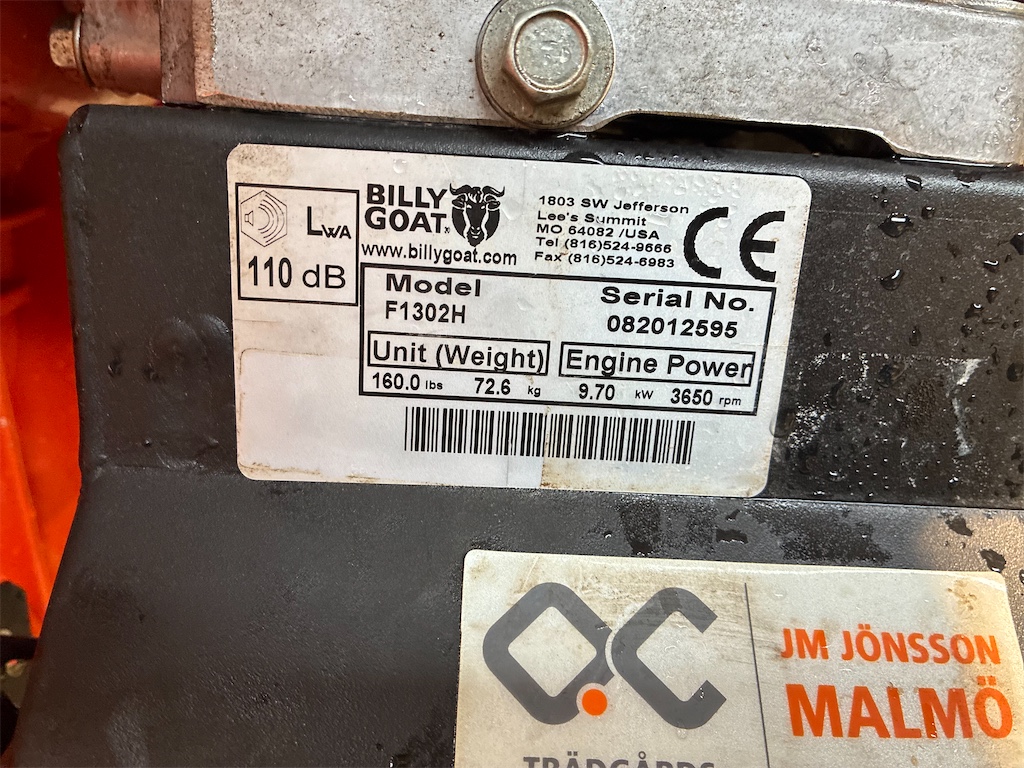 LWA
110 dB
BILLY
GOAT
www.billygoat.com
1803 SW Jefferson
Lee's Summit
MO 64082 /USA
Tel (816)524-9666
Fax (816)524-6983
CE
Model
F1302H
Serial No.
082012595
Unit (Weight)
160.0 lbs 72.6 kg
Engine Power
9.70 kW 3650 rpm
JM JÖNSSON
MALMÖ
TRÄDGÅRDS